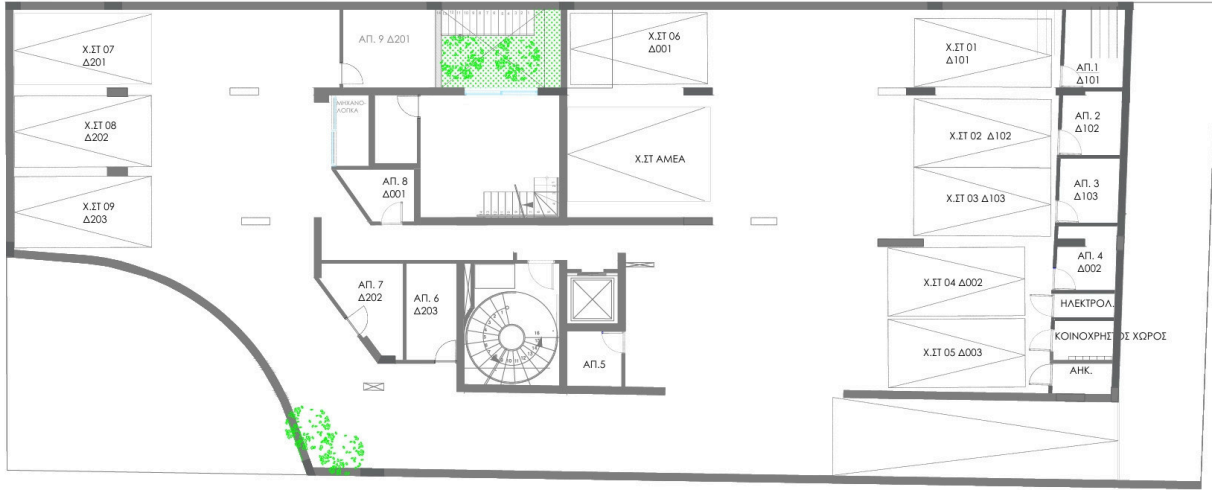 Χ.ΣΤ 07
Δ201
ΑΠ. 9 Δ201
Χ.ΣΤ 06
Δ001
Χ.ΣΤ 01
Δ101
ΑΠ.1
Δ101
Χ.ΣΤ 08
Δ202
ΜΗΧΑΝΟ-
ΛΟΓΙΚΑ
Χ.ΣΤ ΑΜΕΑ
Χ.ΣΤ 02 Δ102
ΑΠ. 2
Δ102
Χ.ΣΤ 09
Δ203
ΑΠ. 8
Δ001
Χ.ΣΤ 03 Δ103
ΑΠ. 3
Δ103
ΑΠ. 7
Δ202
ΑΠ. 6
Δ203
Χ.ΣΤ 04 Δ002
ΑΠ. 4
Δ002
ΗΛΕΚΤΡΟΛ.
ΚΟΙΝΟΧΡΗΣΤΟΣ ΧΩΡΟΣ
Χ.ΣΤ 05 Δ003
ΑΠ.5
ΑΗΚ.